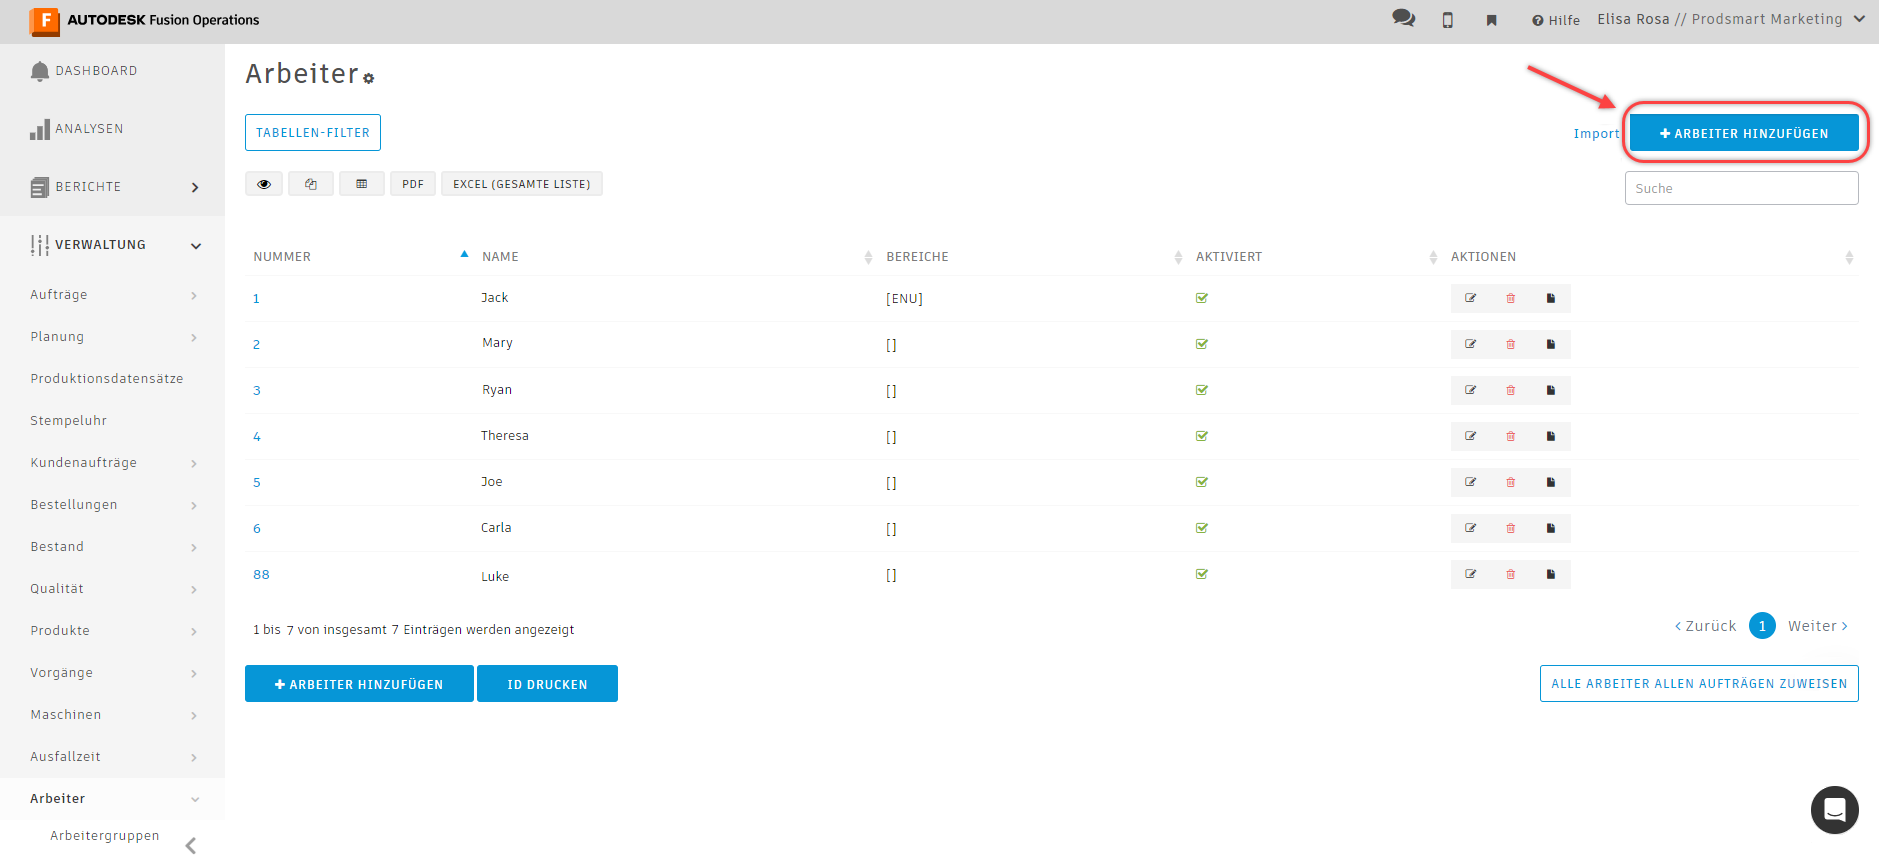 F AUTODESK Fusion Operations
Hilfe
Elisa Rosa // Prodsmart Marketing
DASHBOARD
ANALYSEN
BERICHTE
VERWALTUNG
Aufträge
Planung
Produktionsdatensätze
Stempeluhr
Kundenaufträge
Bestellungen
Bestand
Qualität
Produkte
Vorgänge
Maschinen
Ausfallzeit
Arbeiter
Arbeitergruppen
Arbeiter
TABELLEN-FILTER
Import
ARBEITER HINZUFÜGEN
PDF
EXCEL (GESAMTE LISTE)
Suche
NUMMER NAME BEREICHE AKTIVIERT AKTIONEN
1 Jack [ENU]
2 Mary []
3 Ryan []
4 Theresa []
5 Joe []
6 Carla []
88 Luke []
1 bis 7 von insgesamt 7 Einträgen werden angezeigt
Zurück 1 Weiter
ARBEITER HINZUFÜGEN
ID DRUCKEN
ALLE ARBEITER ALLEN AUFTRÄGEN ZUWEISEN